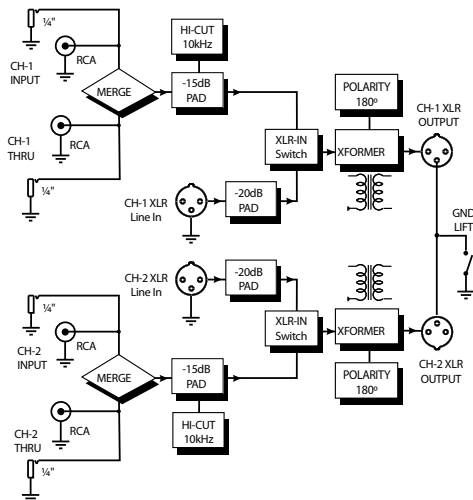 ¼"
HI-CUT
10kHz
CH-1
INPUT
RCA
MERGE
-15dB
PAD
POLARITY
180º
CH-1 XLR
OUTPUT
CH-1
THRU
RCA
XLR-IN
Switch
XFORMER
¼"
CH-1 XLR
Line In
-20dB
PAD
GND
LIFT
CH-2 XLR
Line In
-20dB
PAD
¼"
CH-2
INPUT
RCA
XLR-IN
Switch
XFORMER
MERGE
-15dB
PAD
POLARITY
180º
CH-2 XLR
OUTPUT
CH-2
THRU
RCA
HI-CUT
10kHz
¼"